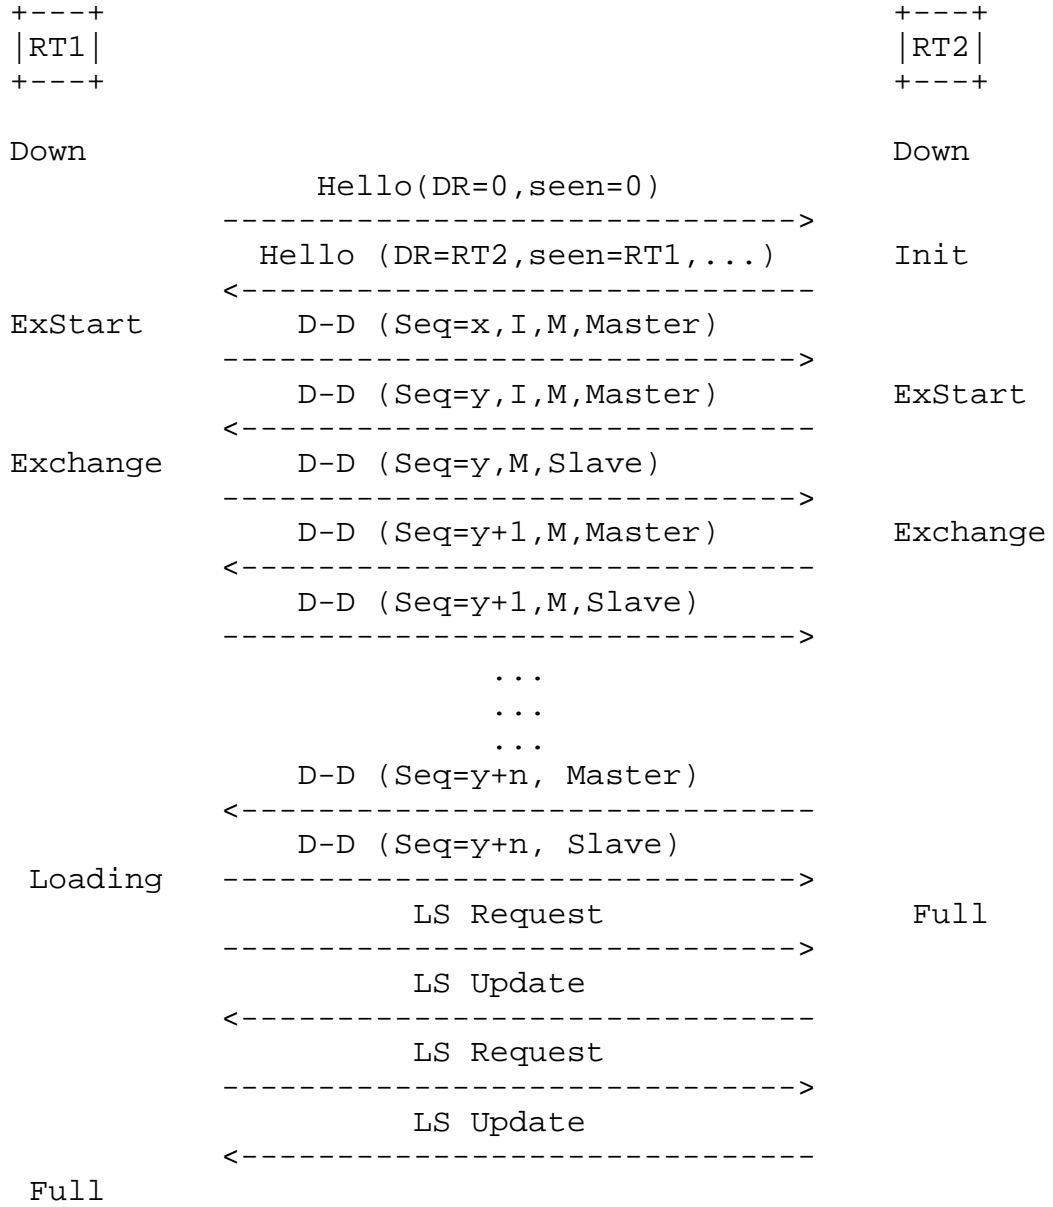 +---+                                         +---+
|RT1|                                         |RT2|
+---+                                         +---+
Down                                          Down
                Hello(DR=0,seen=0)
           ------------------------------>
             Hello (DR=RT2,seen=RT1,...)      Init
           <------------------------------
ExStart        D-D (Seq=x,I,M,Master)
           ------------------------------>
               D-D (Seq=y,I,M,Master)         ExStart
           <------------------------------
Exchange       D-D (Seq=y,M,Slave)
           ------------------------------>
               D-D (Seq=y+1,M,Master)         Exchange
           <------------------------------
               D-D (Seq=y+1,M,Slave)
           ------------------------------>
                         ...
                         ...
                         ...
               D-D (Seq=y+n, Master)
           <------------------------------
               D-D (Seq=y+n, Slave)
 Loading   ------------------------------>
                     LS Request                Full
           ------------------------------>
                     LS Update
           <------------------------------
                     LS Request
           ------------------------------>
                     LS Update
           <------------------------------
 Full